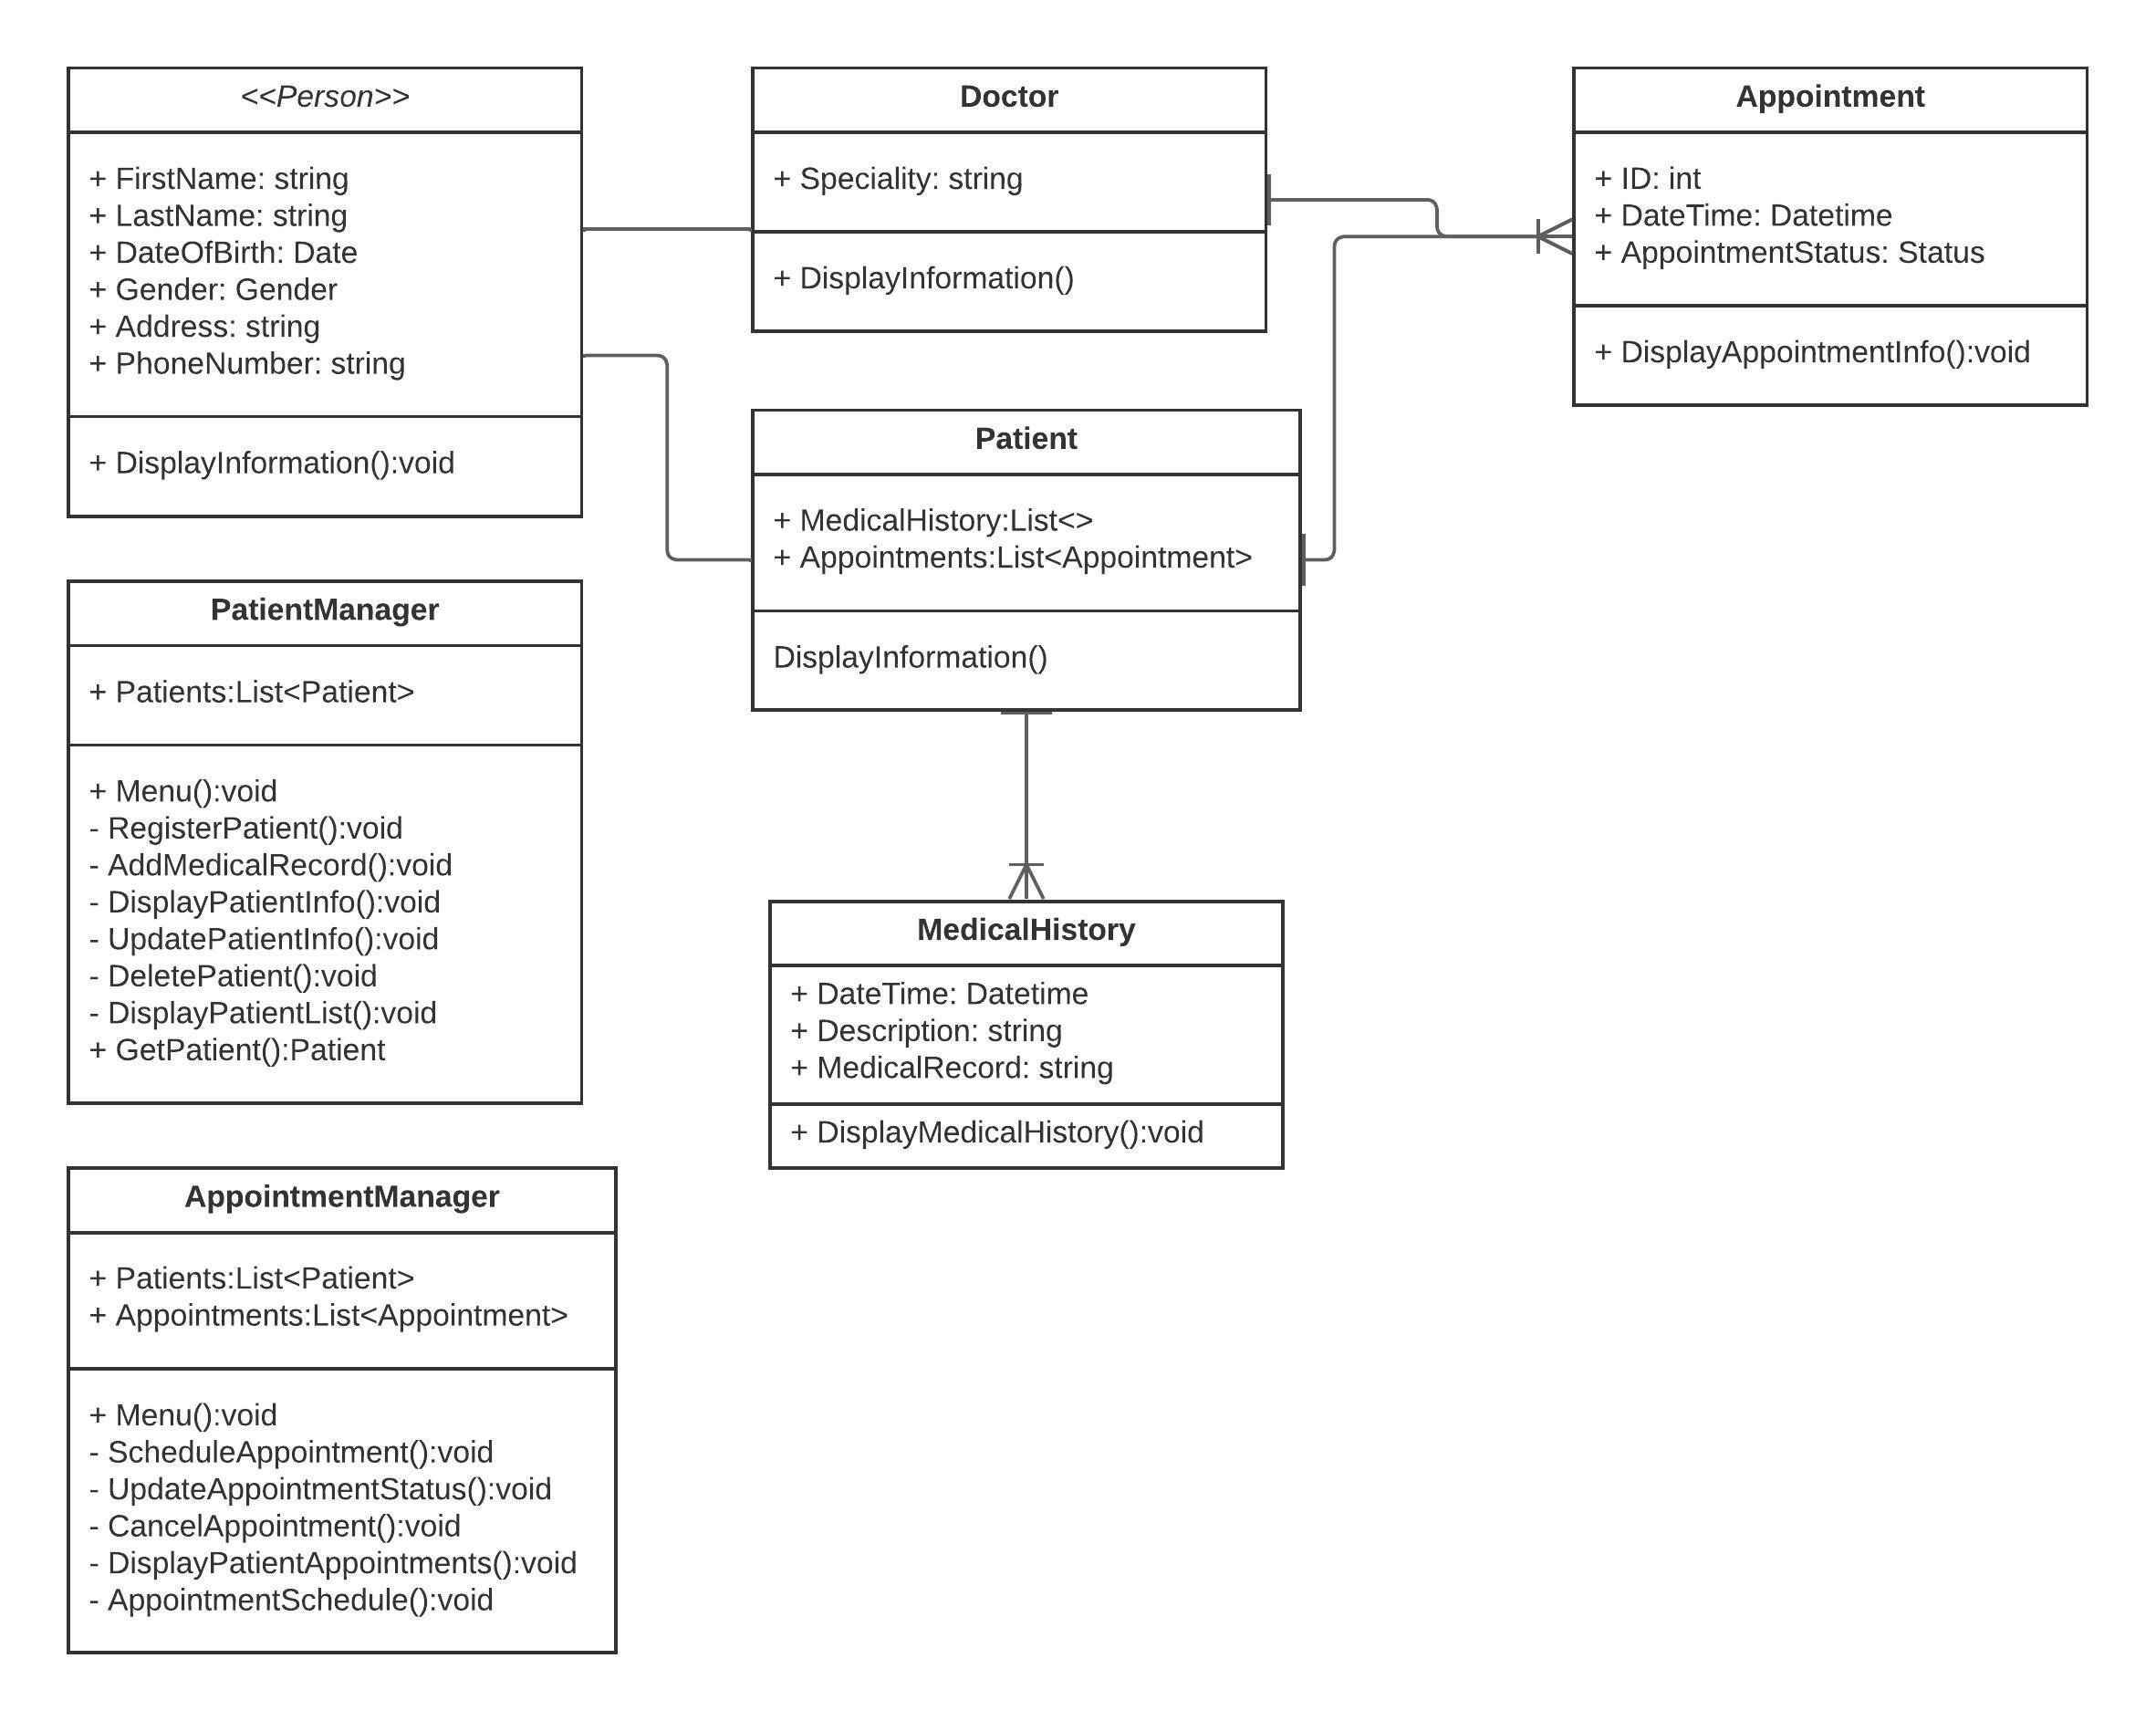 <<Person>>
+ FirstName: string
+ LastName: string
+ DateOfBirth: Date
+ Gender: Gender
+ Address: string
+ PhoneNumber: string
+ DisplayInformation():void
Doctor
+ Speciality: string
+ DisplayInformation()
Appointment
+ ID: int
+ DateTime: Datetime
+ AppointmentStatus: Status
+ DisplayAppointmentInfo():void
Patient
+ MedicalHistory:List<>
+ Appointments:List<Appointment>
DisplayInformation()
PatientManager
+ Patients:List<Patient>
+ Menu():void
- RegisterPatient():void
- AddMedicalRecord():void
- DisplayPatientInfo():void
- UpdatePatientInfo():void
- DeletePatient():void
- DisplayPatientList():void
+ GetPatient():Patient
MedicalHistory
+ DateTime: Datetime
+ Description: string
+ MedicalRecord: string
+ DisplayMedicalHistory():void
AppointmentManager
+ Patients:List<Patient>
+ Appointments:List<Appointment>
+ Menu():void
- ScheduleAppointment():void
- UpdateAppointmentStatus():void
- CancelAppointment():void
- DisplayPatientAppointments():void
- AppointmentSchedule():void